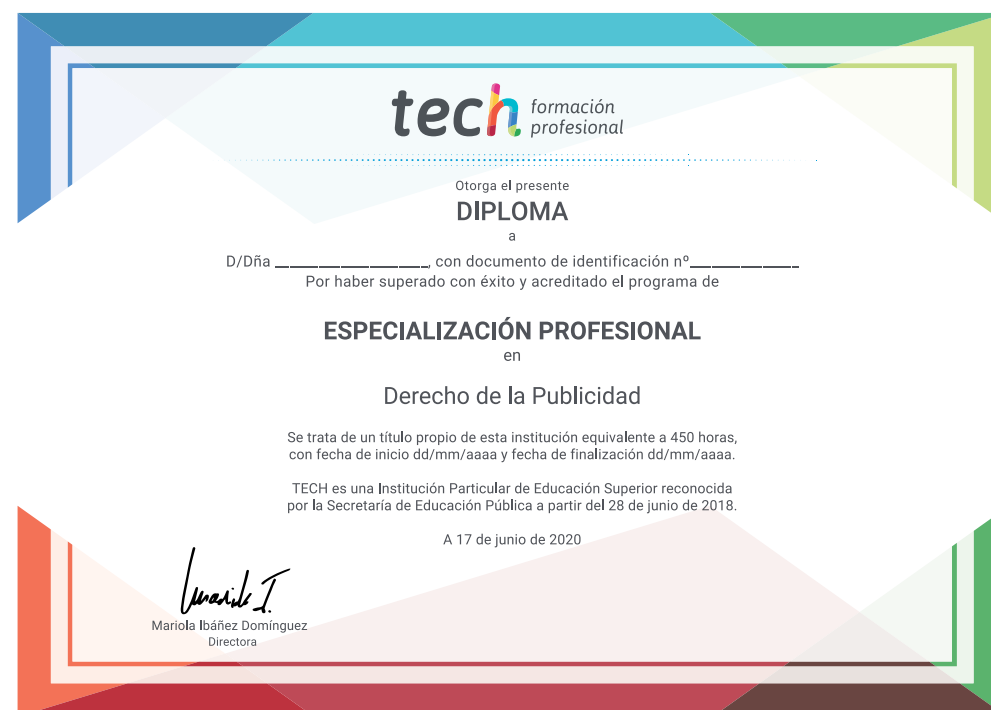 tech formación
profesional
Otorga el presente
DIPLOMA
a
D/Dña ____________________, con documento de identificación nº______________
Por haber superado con éxito y acreditado el programa de
ESPECIALIZACIÓN PROFESIONAL
en
Derecho de la Publicidad
Se trata de un título propio de esta institución equivalente a 450 horas,
con fecha de inicio dd/mm/aaaa y fecha de finalización dd/mm/aaaa.
TECH es una Institución Particular de Educación Superior reconocida
por la Secretaría de Educación Pública a partir del 28 de junio de 2018.
A 17 de junio de 2020
Mariola I.
Mariola Ibáñez Domínguez
Directora